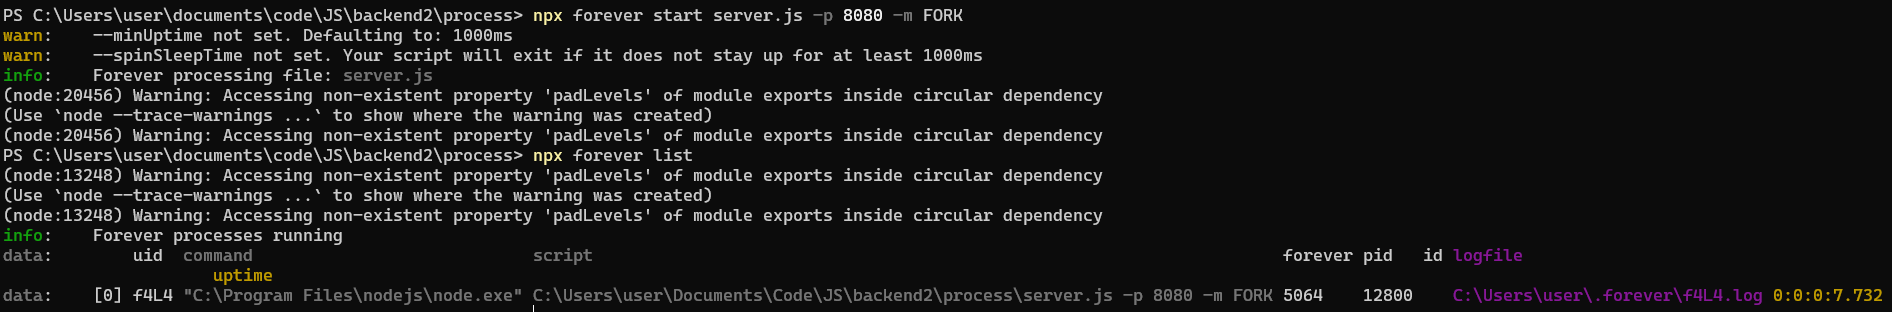 PS C:\Users\user\documents\code\JS\backend2\process> npx forever start server.js -p 8080 -m FORK
warn:    --minUptime not set. Defaulting to: 1000ms
warn:    --spinSleepTime not set. Your script will exit if it does not stay up for at least 1000ms
info:    Forever processing file: server.js
(node:20456) Warning: Accessing non-existent property 'padLevels' of module exports inside circular dependency
(Use `node --trace-warnings ...` to show where the warning was created)
(node:20456) Warning: Accessing non-existent property 'padLevels' of module exports inside circular dependency
PS C:\Users\user\documents\code\JS\backend2\process> npx forever list
(node:13248) Warning: Accessing non-existent property 'padLevels' of module exports inside circular dependency
(Use `node --trace-warnings ...` to show where the warning was created)
(node:13248) Warning: Accessing non-existent property 'padLevels' of module exports inside circular dependency
info:    Forever processes running
data:        uid  command                            script                                                                     forever pid   id logfile
                     uptime
data:    [0] f4L4 "C:\Program Files\nodejs\node.exe" C:\Users\user\Documents\Code\JS\backend2\process\server.js -p 8080 -m FORK 5064    12800    C:\Users\user\.forever\f4L4.log 0:0:0:7.732